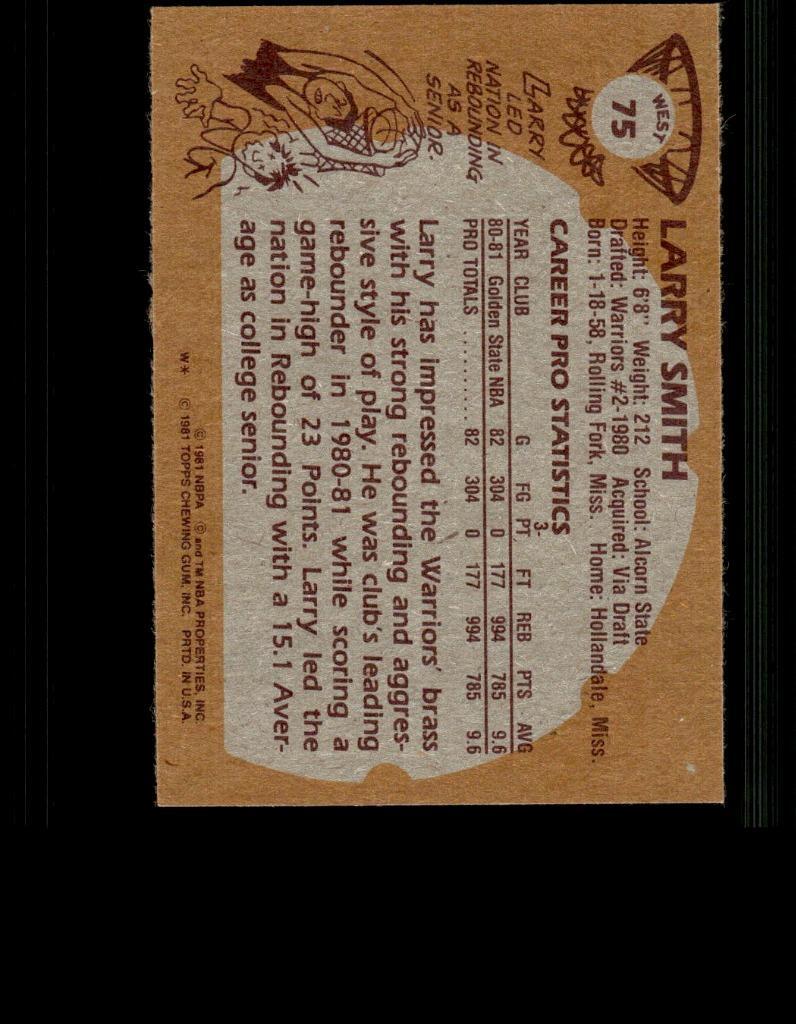 WEST
75
LARRY SMITH
Height: 6'8" Weight: 212 School: Alcorn State
Drafted: Warriors #2-1980 Acquired: Via Draft
Born: 1-18-58, Rolling Fork, Miss. Home: Hollandale, Miss.
CAREER PRO STATISTICS
YEAR CLUB G FG 3-PT. FT REB PTS AVG
80-81 Golden State NBA 82 304 0 177 994 785 9.6
PRO TOTALS .......... 82 304 0 177 994 785 9.6
LARRY
LED
NATION IN
REBOUNDING
AS A
SENIOR.
Larry has impressed the Warriors' brass
with his strong rebounding and aggres-
sive style of play. He was club's leading
rebounder in 1980-81 while scoring a
game-high of 23 Points. Larry led the
nation in Rebounding with a 15.1 Aver-
age as college senior.
© 1981 NBPA © and TM NBA PROPERTIES, INC.
W* © 1981 TOPPS CHEWING GUM, INC. PRTD. IN U.S.A.